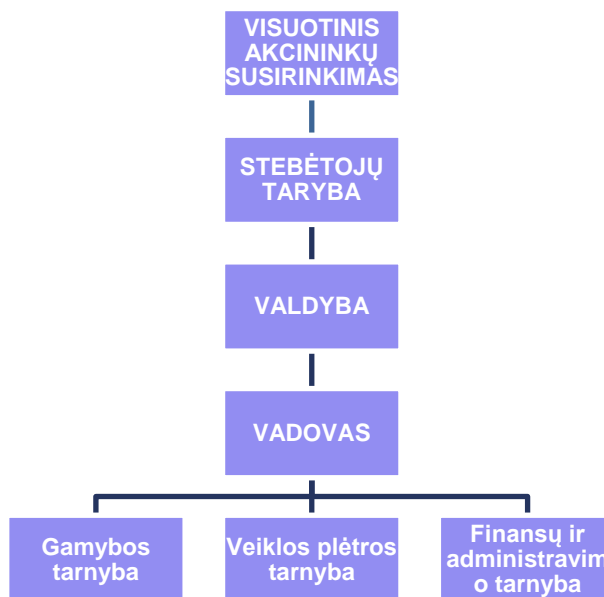 VISUOTINIS
AKCININKŲ
SUSIRINKIMAS
STEBĖTOJŲ
TARYBA
VALDYBA
VADOVAS
Gamybos
tarnyba
Veiklos plėtros
tarnyba
Finansų ir
administravim
o tarnyba